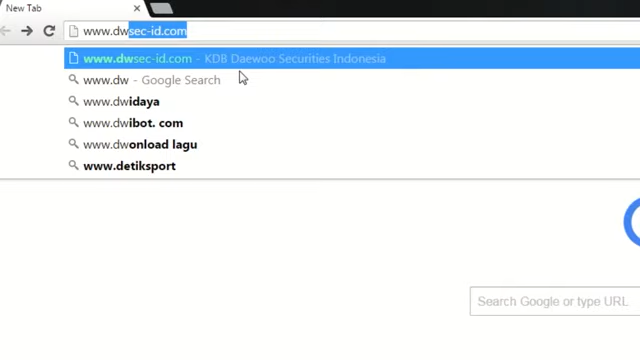 New Tab
www.dwsec-id.com
www.dwsec-id.com - KDB Daewoo Securities Indonesia
www.dw - Google Search
www.dwidaya
www.dwibot. com
www.dwonload lagu
www.detiksport
Search Google or type URL